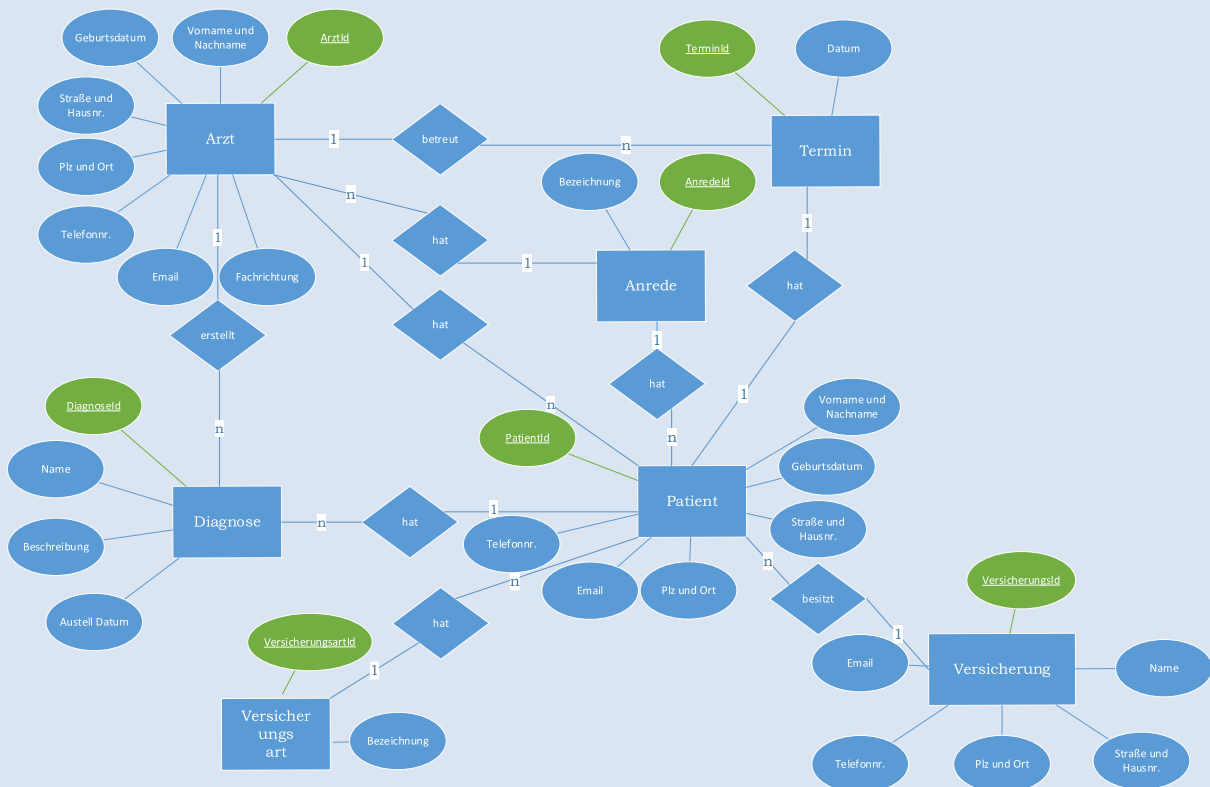 Geburtsdatum
Vorname und
Nachname
ArztId
TerminId
Datum
Straße und
Hausnr.
Arzt
1
betreut
n
Termin
Plz und Ort
Bezeichnung
AnredeId
n
Telefonnr.
1
hat
1
1
Email
Fachrichtung
1
hat
Anrede
hat
erstellt
1
hat
hat
1
DiagnoseId
n
Vorname und
Nachname
n
PatientId
n
Name
Geburtsdatum
Diagnose
n
hat
1
Patient
Straße und
Hausnr.
Beschreibung
Telefonnr.
n
n
Email
Plz und Ort
besitzt
VersicherungsId
Austell Datum
hat
1
VersicherungsartId
1
Email
Versicherung
Name
Versicher
ungs
art
Bezeichnung
Telefonnr.
Plz und Ort
Straße und
Hausnr.